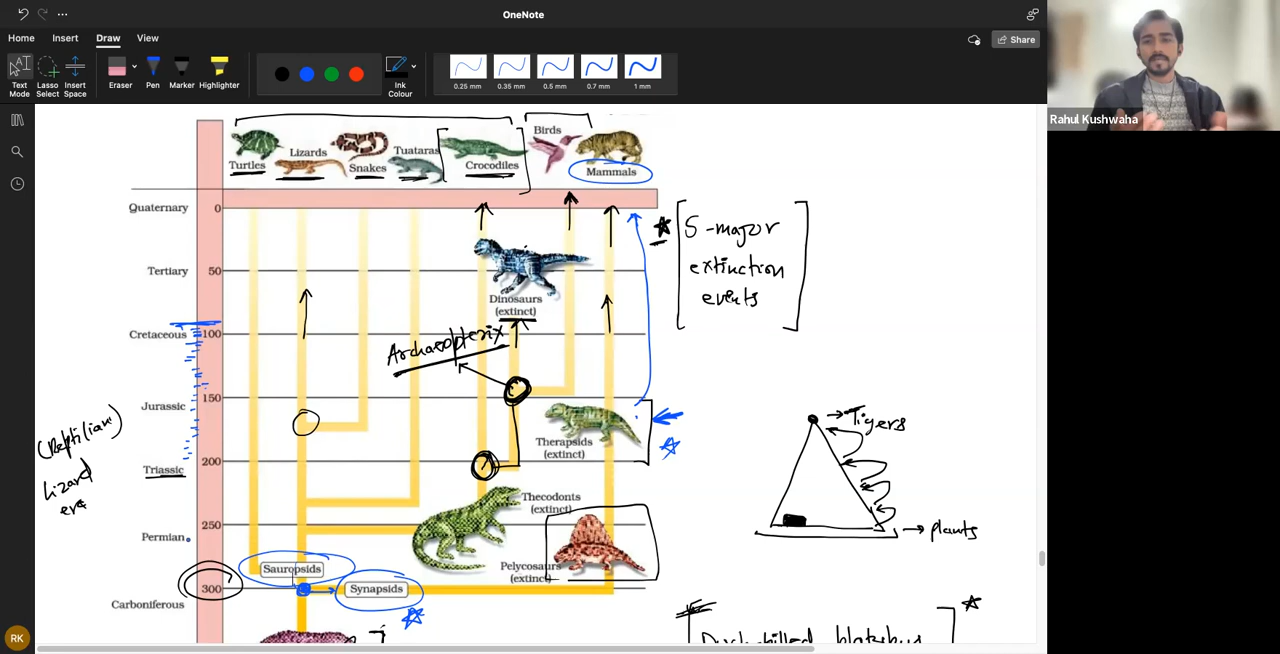 OneNote
Home Insert Draw View
Share
Text Mode
Lasso Select
Insert Space
Eraser
Pen
Marker
Highlighter
Ink Colour
0.25 mm
0.35 mm
0.5 mm
0.7 mm
1 mm
Rahul Kushwaha
Turtles
Lizards
Snakes
Tuataras
Crocodiles
Birds
Mammals
Quaternary 0
Tertiary 50
Cretaceous 100
Jurassic 150
Triassic 200
Permian 250
300
Carboniferous
Dinosaurs
(extinct)
Archaeopterix
Therapsids
(extinct)
Thecodonts
(extinct)
Pelycosaurs
(extinct)
Sauropsids
Synapsids
5-major
extinction
events
(Reptilian)
Lizard
era
Tigers
plants
RK